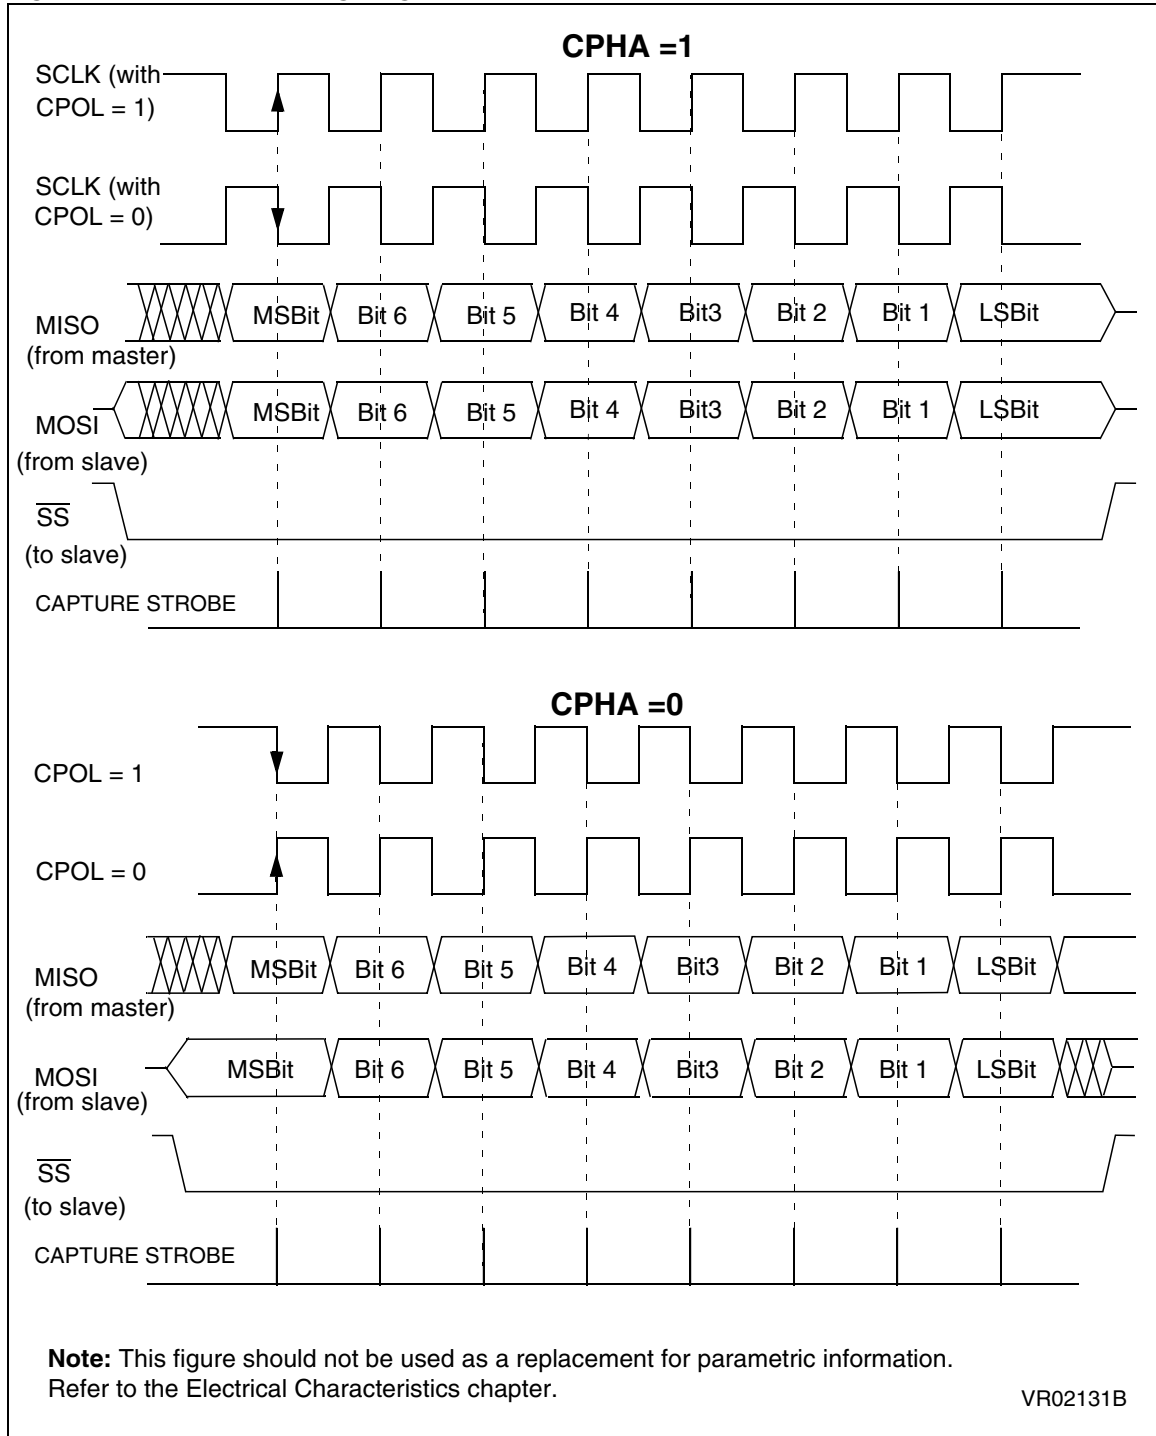 CPHA =1
SCLK (with
CPOL = 1)
SCLK (with
CPOL = 0)
MISO
(from master)
MSBit Bit 6 Bit 5 Bit 4 Bit3 Bit 2 Bit 1 LSBit
MOSI
(from slave)
MSBit Bit 6 Bit 5 Bit 4 Bit3 Bit 2 Bit 1 LSBit
SS
(to slave)
CAPTURE STROBE
CPHA =0
CPOL = 1
CPOL = 0
MISO
(from master)
MSBit Bit 6 Bit 5 Bit 4 Bit3 Bit 2 Bit 1 LSBit
MOSI
(from slave)
MSBit Bit 6 Bit 5 Bit 4 Bit3 Bit 2 Bit 1 LSBit
SS
(to slave)
CAPTURE STROBE
Note: This figure should not be used as a replacement for parametric information.
Refer to the Electrical Characteristics chapter.
VR02131B